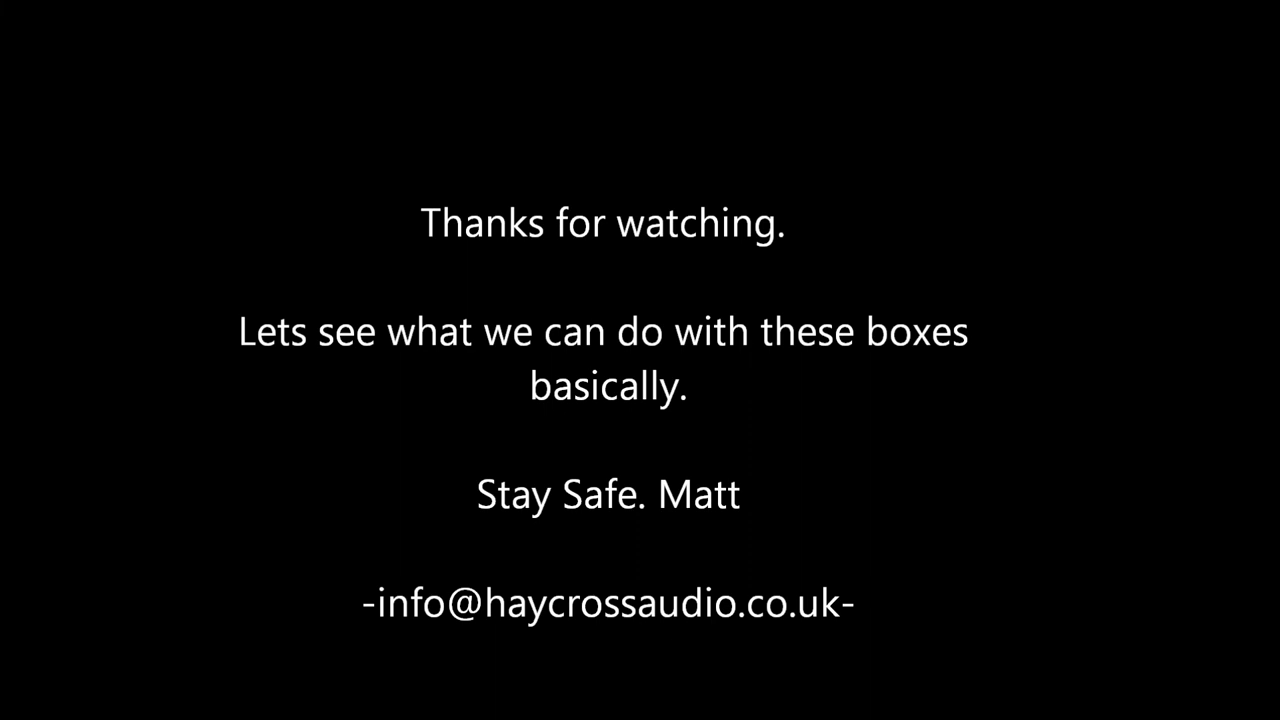 Thanks for watching.
Lets see what we can do with these boxes
basically.
Stay Safe. Matt
-info@haycrossaudio.co.uk-